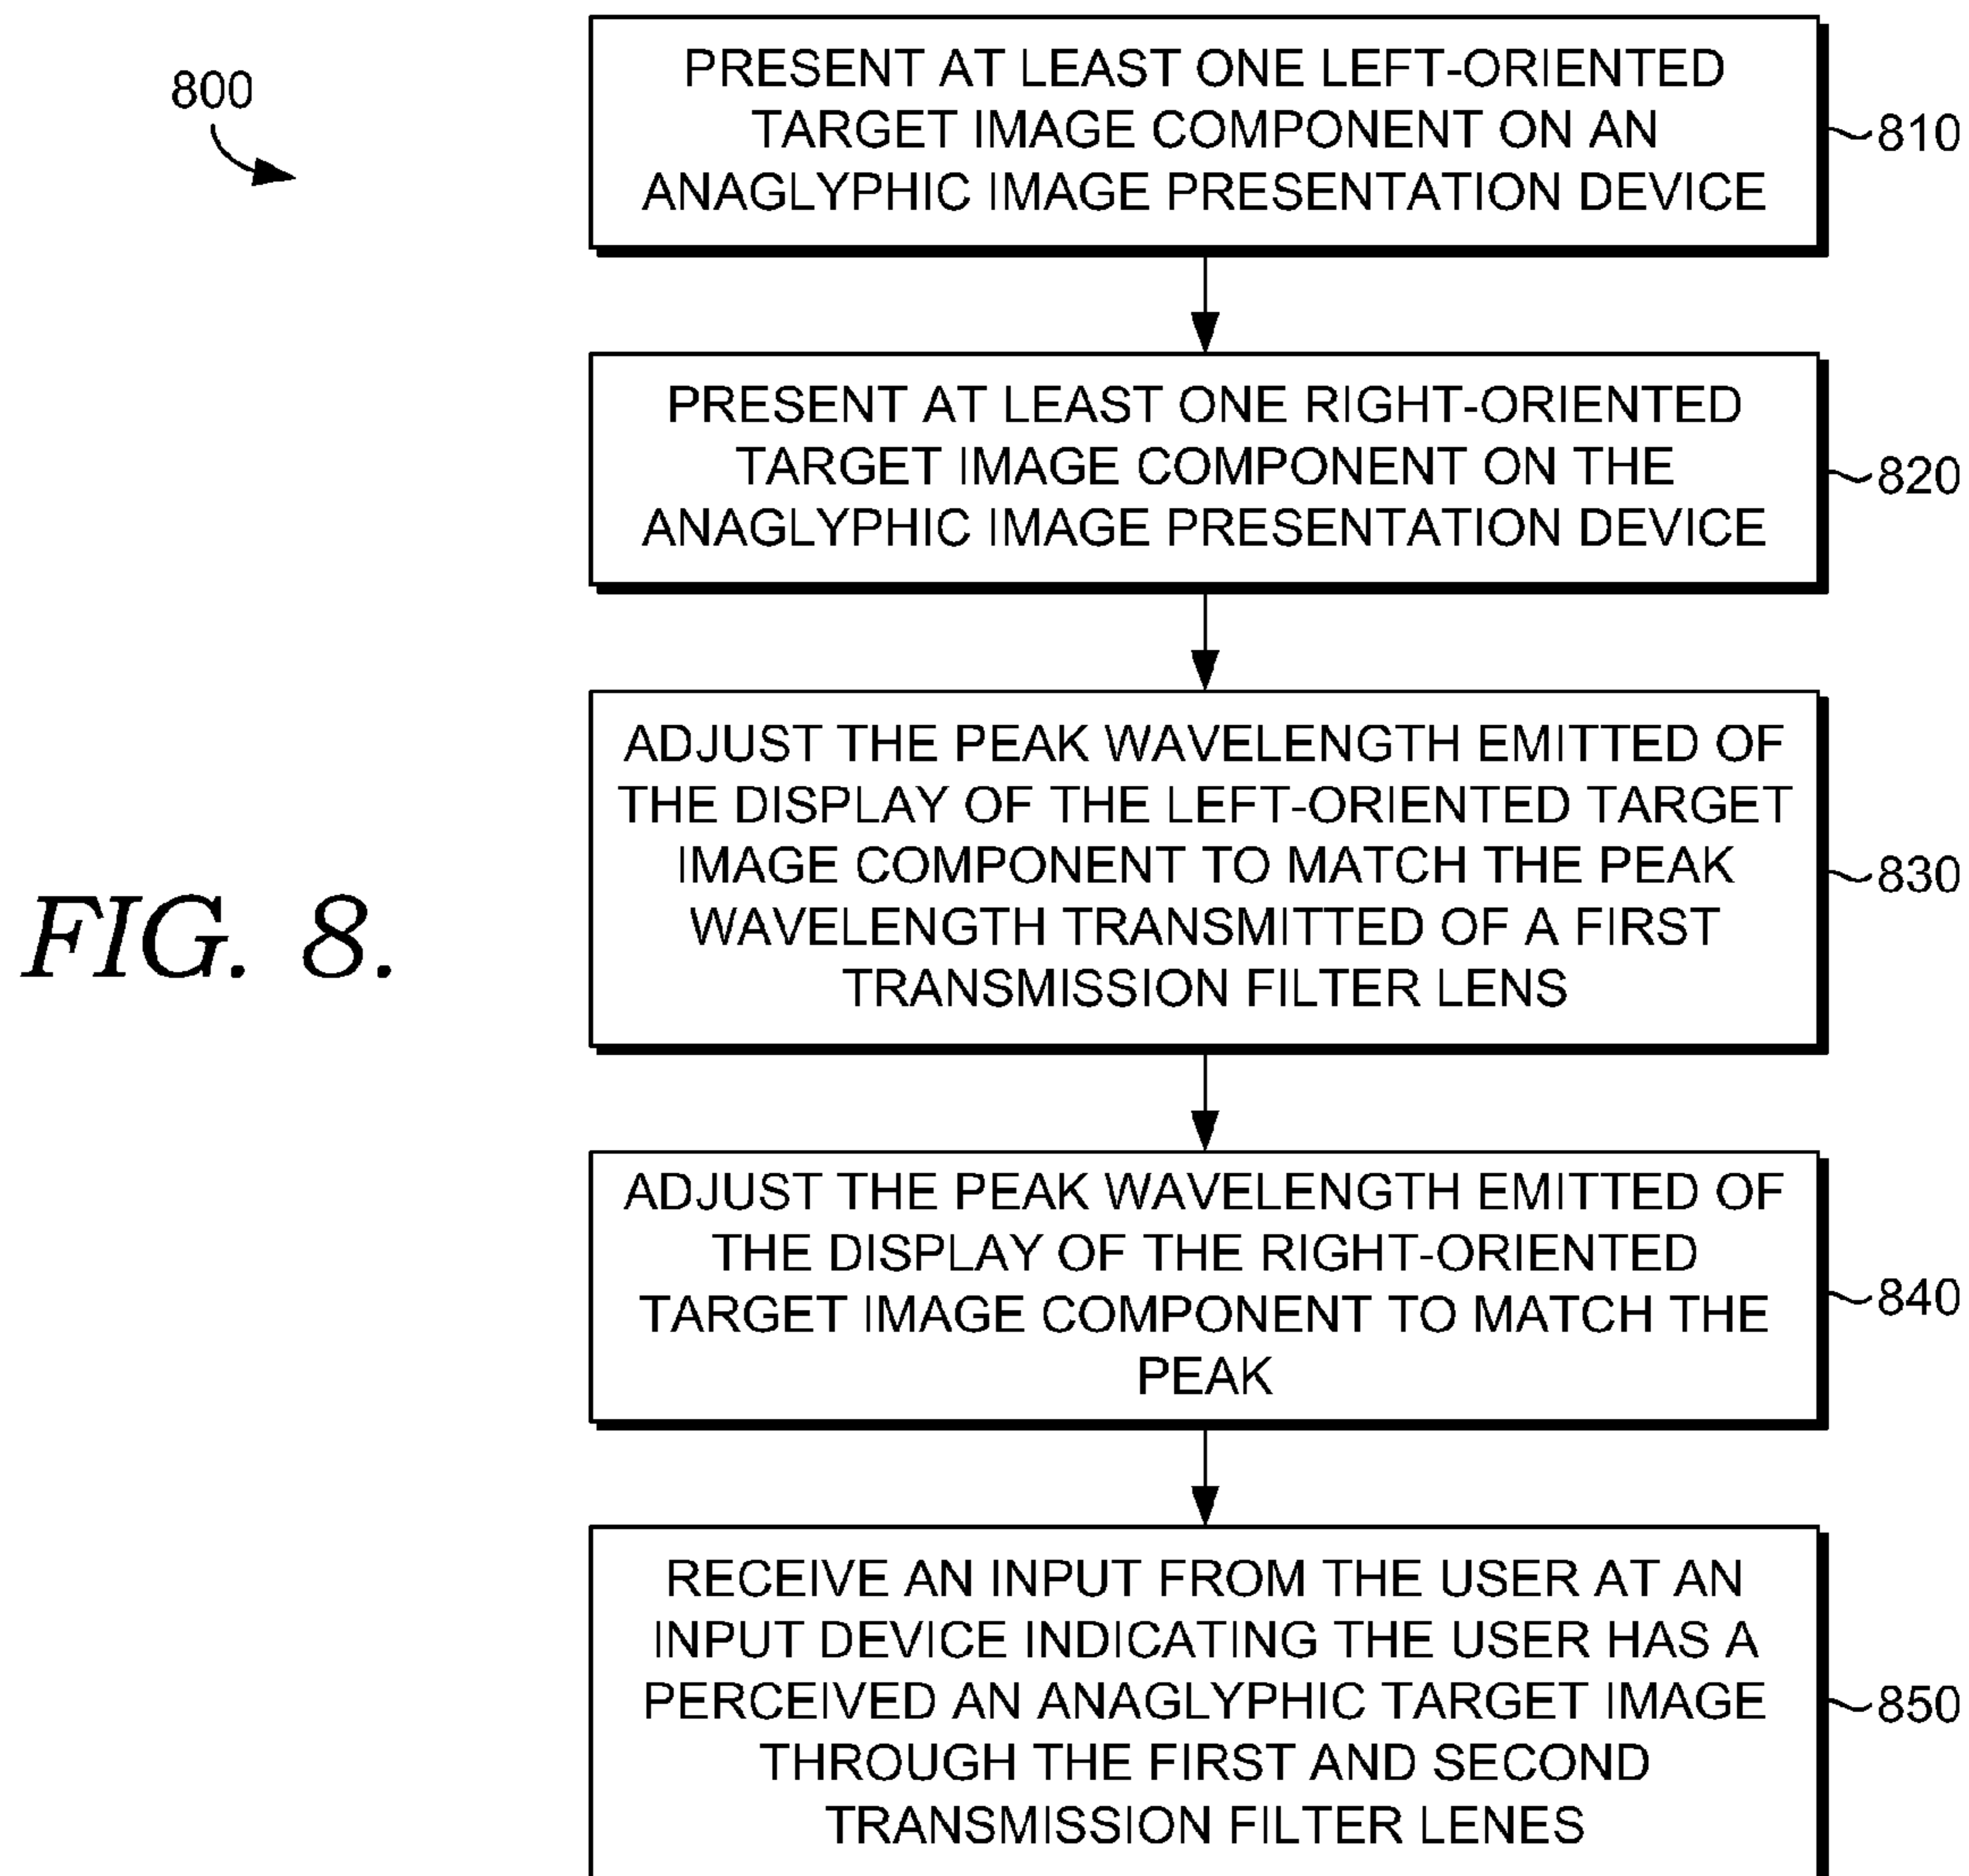 800
PRESENT AT LEAST ONE LEFT-ORIENTED
TARGET IMAGE COMPONENT ON AN
ANAGLYPHIC IMAGE PRESENTATION DEVICE
810
PRESENT AT LEAST ONE RIGHT-ORIENTED
TARGET IMAGE COMPONENT ON THE
ANAGLYPHIC IMAGE PRESENTATION DEVICE
820
ADJUST THE PEAK WAVELENGTH EMITTED OF
THE DISPLAY OF THE LEFT-ORIENTED TARGET
IMAGE COMPONENT TO MATCH THE PEAK
WAVELENGTH TRANSMITTED OF A FIRST
TRANSMISSION FILTER LENS
830
FIG. 8.
ADJUST THE PEAK WAVELENGTH EMITTED OF
THE DISPLAY OF THE RIGHT-ORIENTED
TARGET IMAGE COMPONENT TO MATCH THE
PEAK
840
RECEIVE AN INPUT FROM THE USER AT AN
INPUT DEVICE INDICATING THE USER HAS A
PERCEIVED AN ANAGLYPHIC TARGET IMAGE
THROUGH THE FIRST AND SECOND
TRANSMISSION FILTER LENES
850